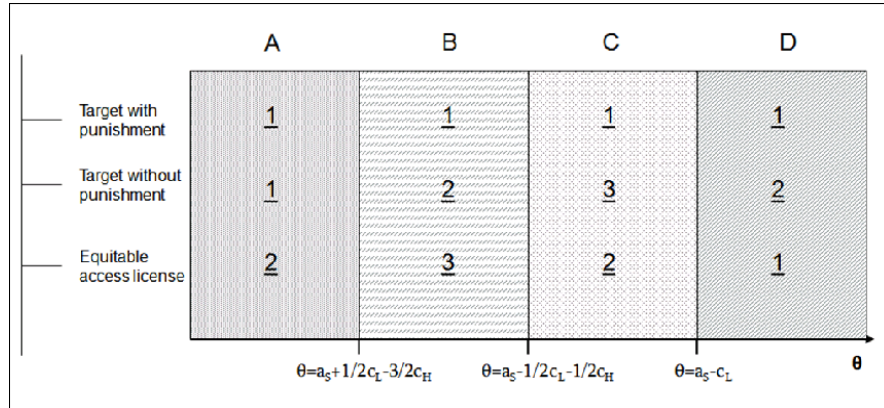 A B C D
Target with
punishment
1 1 1 1
Target without
punishment
1 2 3 2
Equitable
access license
2 3 2 1
θ=aS+1/2cL-3/2cH θ=aS-1/2cL-1/2cH θ=aS-cL θ